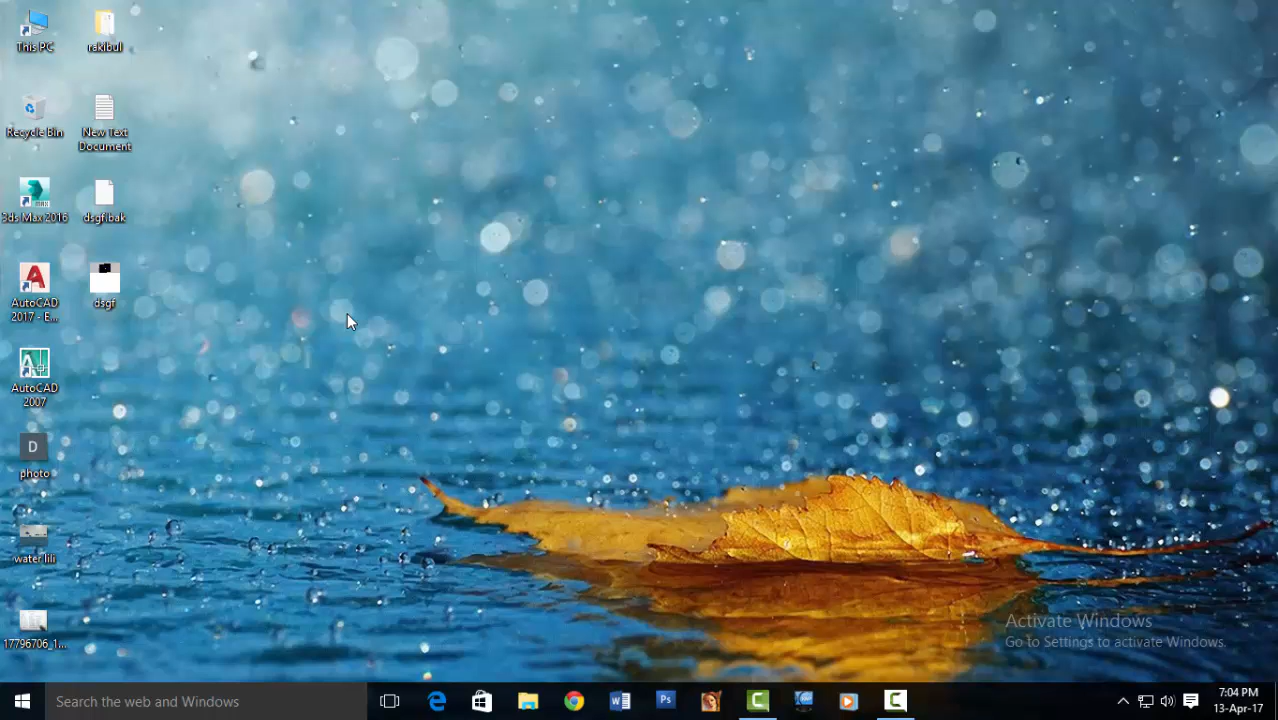 This PC
rakibul
Recycle Bin
New Text
Document
3ds Max 2016
dsgf.bak
AutoCAD
2017 - E...
dsgf
AutoCAD
2007
D
photo
water lili
17796706_1...
Activate Windows
Go to Settings to activate Windows.
Search the web and Windows
Ps
7:04 PM
13-Apr-17